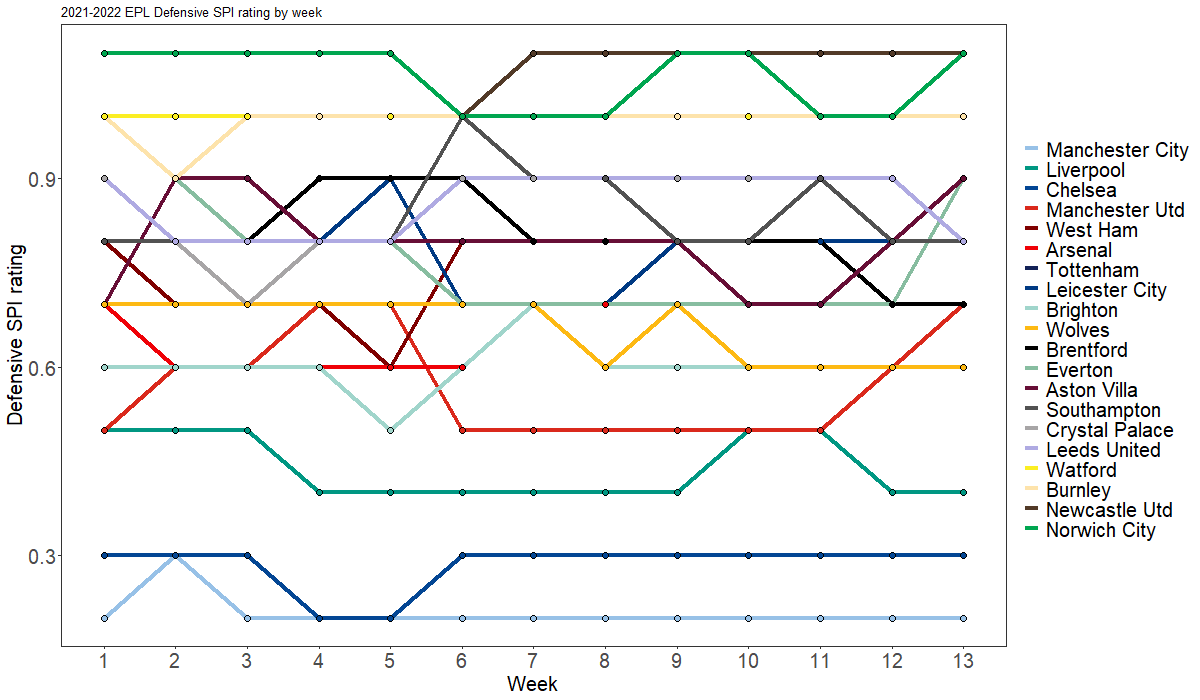 2021-2022 EPL Defensive SPI rating by week
Defensive SPI rating
0.9
0.6
0.3
1 2 3 4 5 6 7 8 9 10 11 12 13
Week
Manchester City
Liverpool
Chelsea
Manchester Utd
West Ham
Arsenal
Tottenham
Leicester City
Brighton
Wolves
Brentford
Everton
Aston Villa
Southampton
Crystal Palace
Leeds United
Watford
Burnley
Newcastle Utd
Norwich City